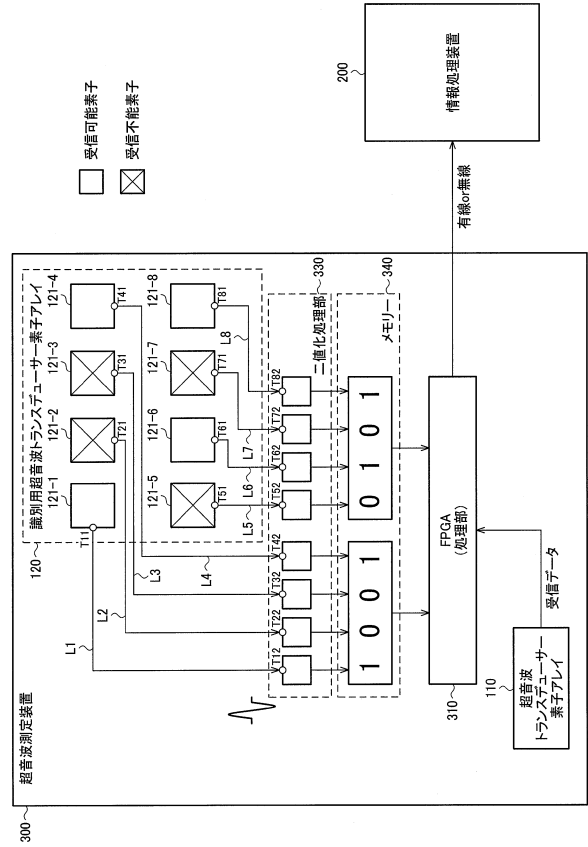 300
超音波測定装置
120
識別用超音波トランスデューサー素子アレイ
121-1
121-2
121-3
121-4
T11
T21
T31
T41
121-5
121-6
121-7
121-8
T51
T61
T71
T81
L1
L2
L3
L4
L5
L6
L7
L8
T12
T22
T32
T42
T52
T62
T72
T82
二値化処理部
330
1 0 0 1
0 1 0 1
メモリー
340
FPGA
(処理部)
310
受信データ
110
超音波
トランスデューサー
素子アレイ
有線or無線
200
情報処理装置
受信可能素子
受信不能素子